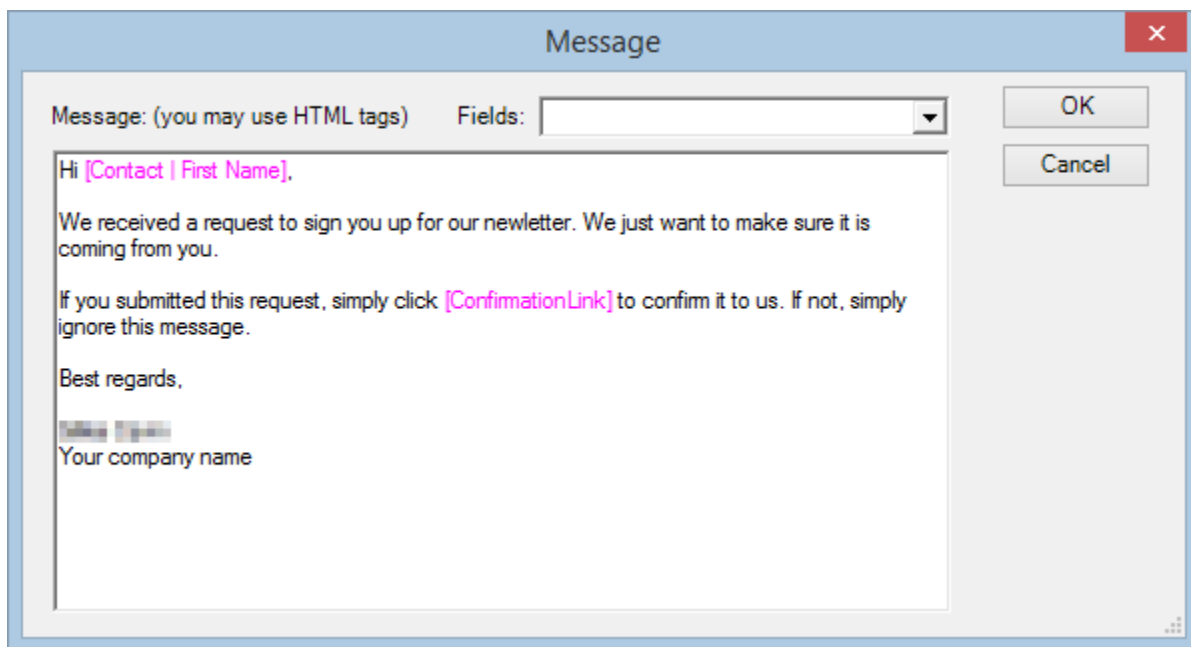 Message
Message: (you may use HTML tags) Fields:
OK
Cancel
Hi [Contact | First Name],
We received a request to sign you up for our newletter. We just want to make sure it is
coming from you.
If you submitted this request, simply click [ConfirmationLink] to confirm it to us. If not, simply
ignore this message.
Best regards,
Your company name